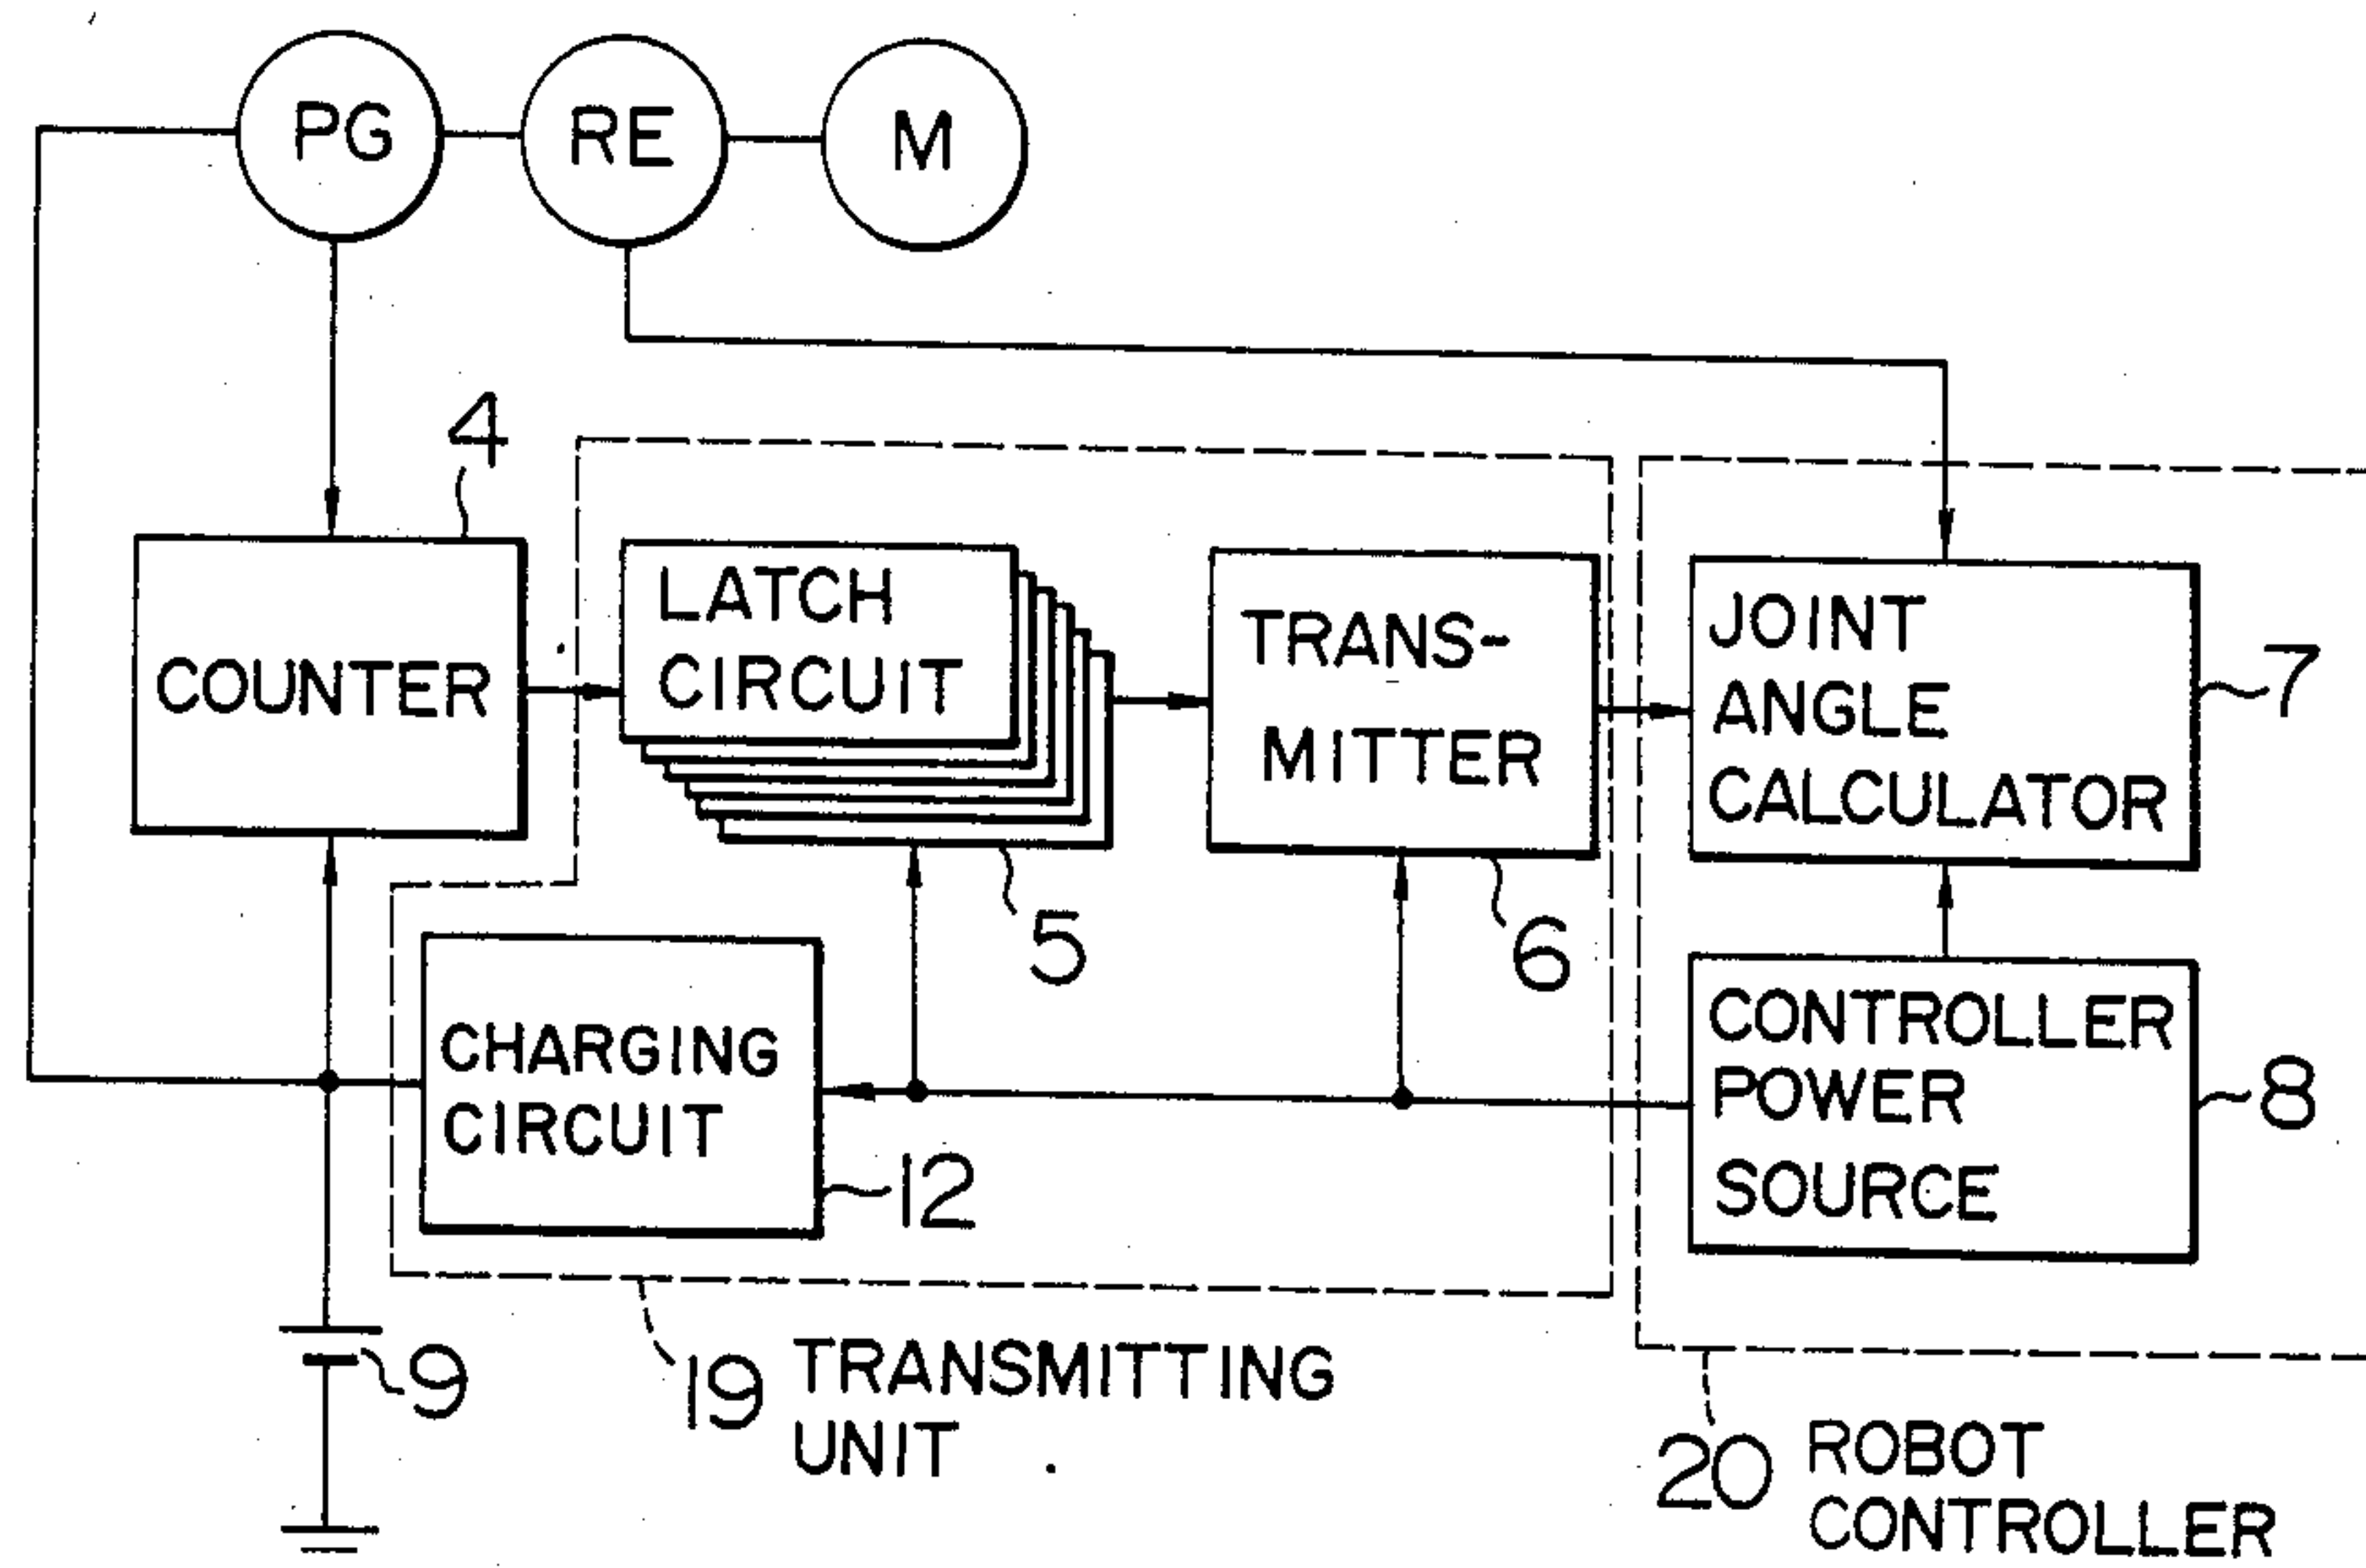 PG
RE
M
4
COUNTER
LATCH
CIRCUIT
5
TRANS-
MITTER
6
JOINT
ANGLE
CALCULATOR
7
CHARGING
CIRCUIT
12
CONTROLLER
POWER
SOURCE
8
9
19 TRANSMITTING
UNIT
20 ROBOT
CONTROLLER